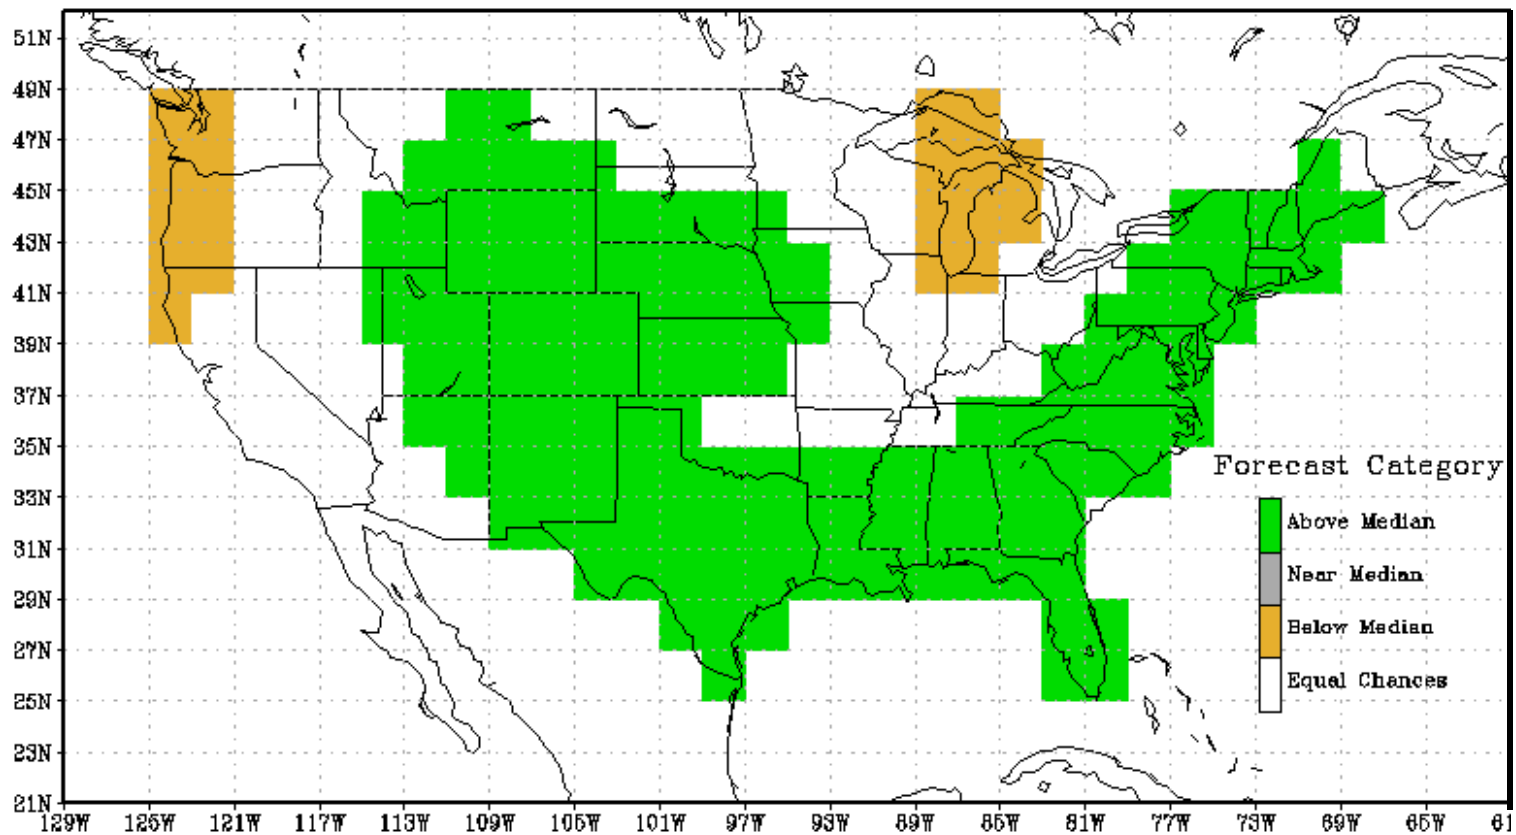 51N
49N
47N
45N
43N
41N
39N
37N
35N
33N
31N
29N
27N
25N
23N
21N
Forecast Category
Above Median
Near Median
Below Median
Equal Chances
129W 125W 121W 117W 113W 109W 105W 101W 97W 93W 89W 85W 81W 77W 73W 69W 65W 61